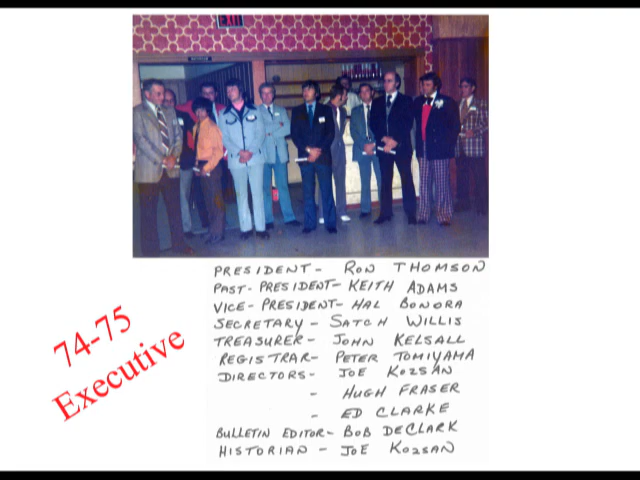 EXIT
PRESIDENT - RON THOMSON
PAST-PRESIDENT- KEITH ADAMS
VICE-PRESIDENT- HAL BONORA
SECRETARY - SATCH WILLIS
TREASURER- JOHN KELSALL
REGISTRAR- PETER TOMIYAMA
DIRECTORS- JOE KOZSAN
- HUGH FRASER
- ED CLARKE
BULLETIN EDITOR- BOB DECLARK
HISTORIAN - JOE KOZSAN
74-75
Executive